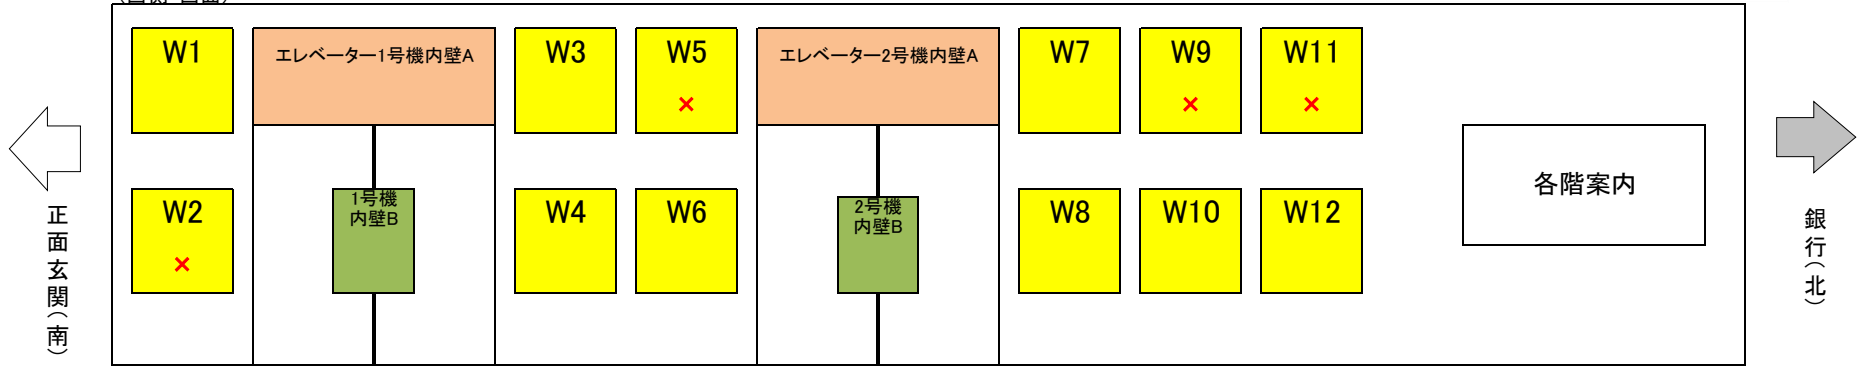 W1
エレベーター1号機内壁A
W3
W5
×
エレベーター2号機内壁A
W7
W9
×
W11
×
W2
×
1号機
内壁B
W4
W6
2号機
内壁B
W8
W10
W12
各階案内
正面玄関(南)
銀行(北)